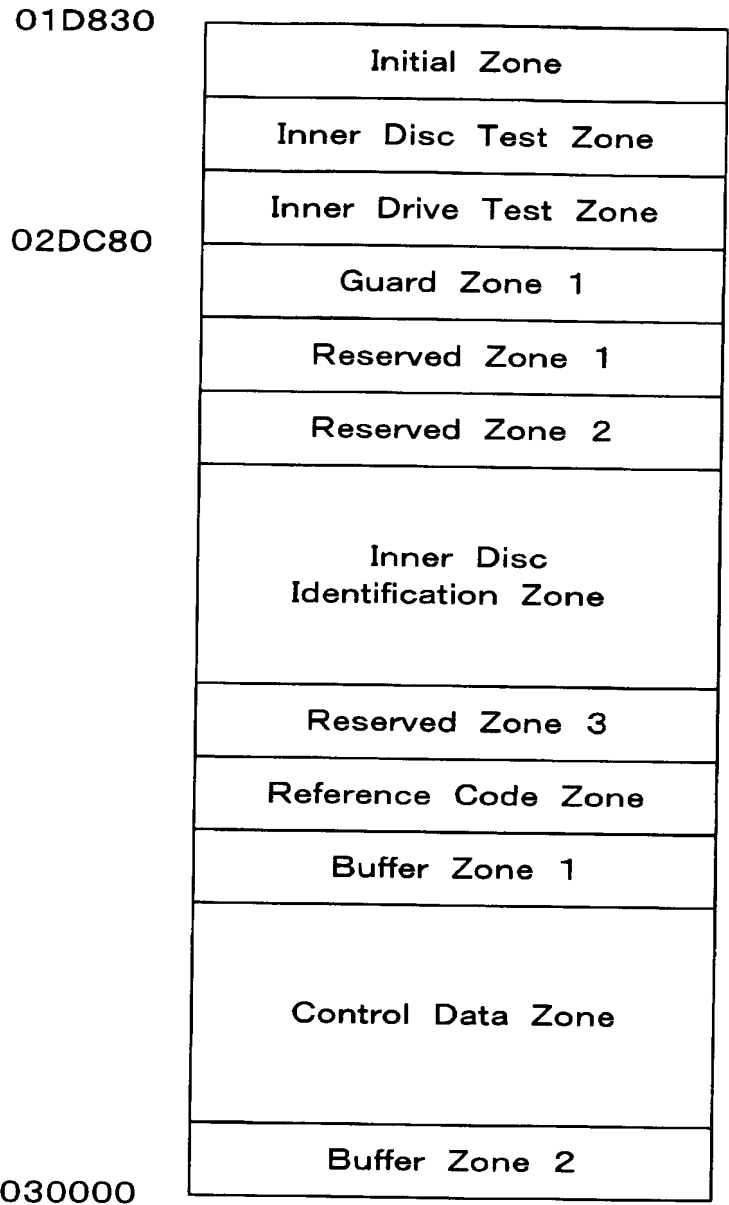 01D830
Initial Zone
Inner Disc Test Zone
Inner Drive Test Zone
02DC80
Guard Zone 1
Reserved Zone 1
Reserved Zone 2
Inner Disc
Identification Zone
Reserved Zone 3
Reference Code Zone
Buffer Zone 1
Control Data Zone
Buffer Zone 2
030000